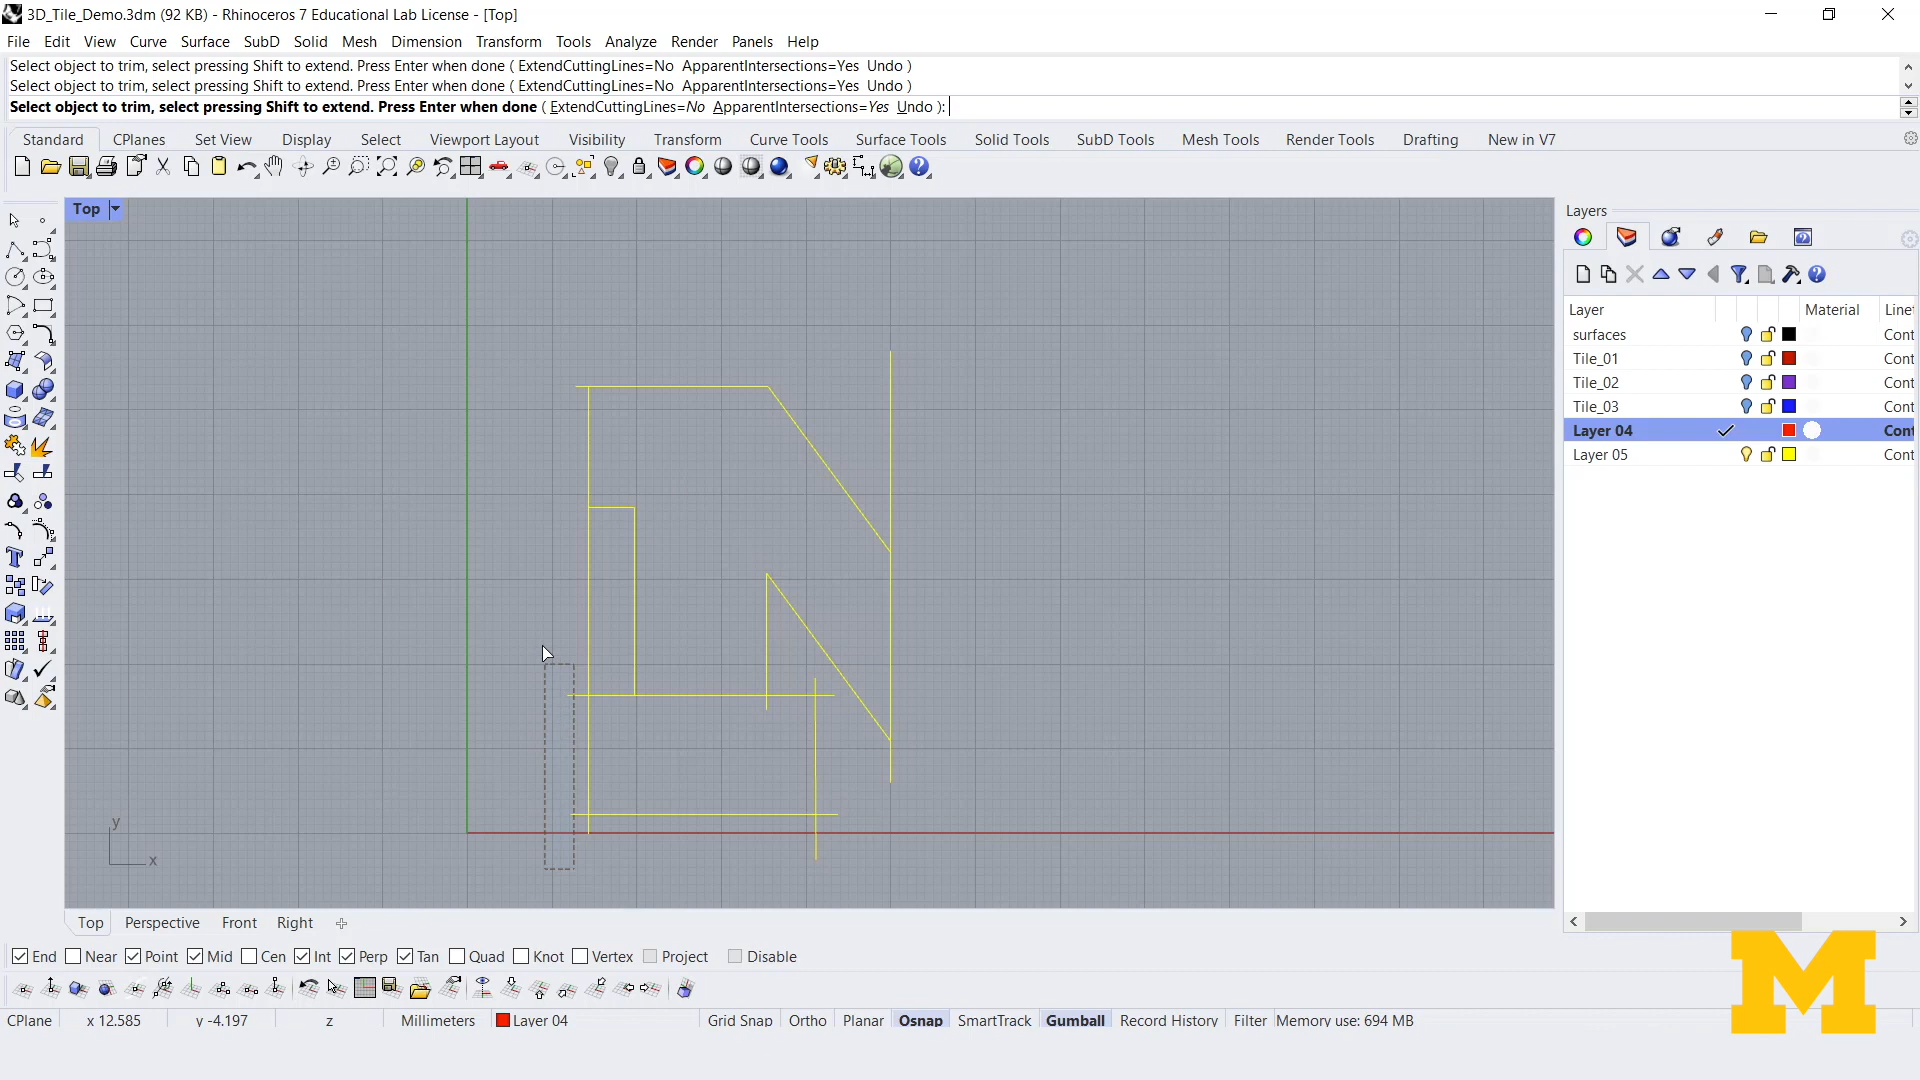 3D_Tile_Demo.3dm (92 KB) - Rhinoceros 7 Educational Lab License - [Top]
File Edit View Curve Surface SubD Solid Mesh Dimension Transform Tools Analyze Render Panels Help
Select object to trim, select pressing Shift to extend. Press Enter when done ( ExtendCuttingLines=No ApparentIntersections=Yes Undo )
Select object to trim, select pressing Shift to extend. Press Enter when done ( ExtendCuttingLines=No ApparentIntersections=Yes Undo )
Select object to trim, select pressing Shift to extend. Press Enter when done ( ExtendCuttingLines=No ApparentIntersections=Yes Undo ):
Standard CPlanes Set View Display Select Viewport Layout Visibility Transform Curve Tools Surface Tools Solid Tools SubD Tools Mesh Tools Render Tools Drafting New in V7
Top
Layers
Layer Material Linet
surfaces Cont
Tile_01 Cont
Tile_02 Cont
Tile_03 Cont
Layer 04 Cont
Layer 05 Cont
y
x
Top Perspective Front Right
End Near Point Mid Cen Int Perp Tan Quad Knot Vertex Project Disable
M
CPlane x 12.585 y -4.197 z Millimeters Layer 04 Grid Snap Ortho Planar Osnap SmartTrack Gumball Record History Filter Memory use: 694 MB